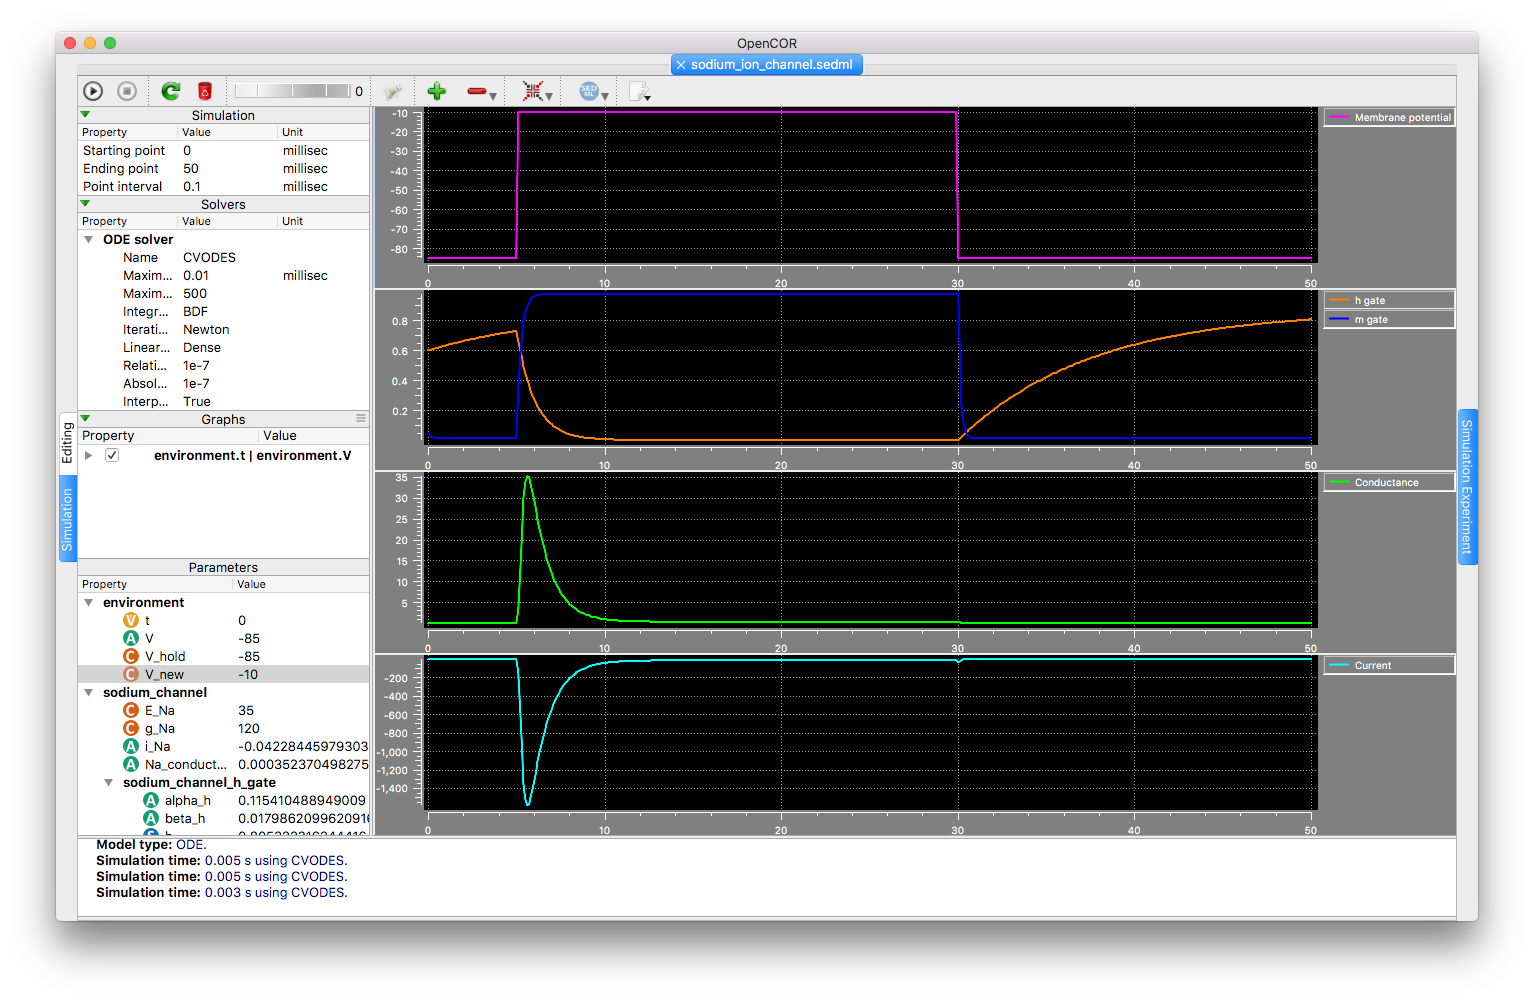 OpenCOR
sodium_ion_channel.sedml
0
SED
ML
Simulation
Property Value Unit
Starting point 0 millisec
Ending point 50 millisec
Point interval 0.1 millisec
Solvers
Property Value Unit
ODE solver
Name CVODES
Maxim... 0.01 millisec
Maxim... 500
Integr... BDF
Iterati... Newton
Linear... Dense
Relati... 1e-7
Absol... 1e-7
Interp... True
Graphs
Property Value
environment.t | environment.V
Parameters
Property Value
environment
V t 0
A V -85
C V_hold -85
C V_new -10
sodium_channel
C E_Na 35
C g_Na 120
A i_Na -0.04228445979303
A Na_conduct... 0.000352370498275
sodium_channel_h_gate
A alpha_h 0.115410488949009
A beta_h 0.0179862099620916
Editing
Simulation
-10
-20
-30
-40
-50
-60
-70
-80
0 10 20 30 40 50
Membrane potential
0.8
0.6
0.4
0.2
0 10 20 30 40 50
h gate
m gate
35
30
25
20
15
10
5
0 10 20 30 40 50
Conductance
-200
-400
-600
-800
-1,000
-1,200
-1,400
0 10 20 30 40 50
Current
Simulation Experiment
Model type: ODE.
Simulation time: 0.005 s using CVODES.
Simulation time: 0.005 s using CVODES.
Simulation time: 0.003 s using CVODES.